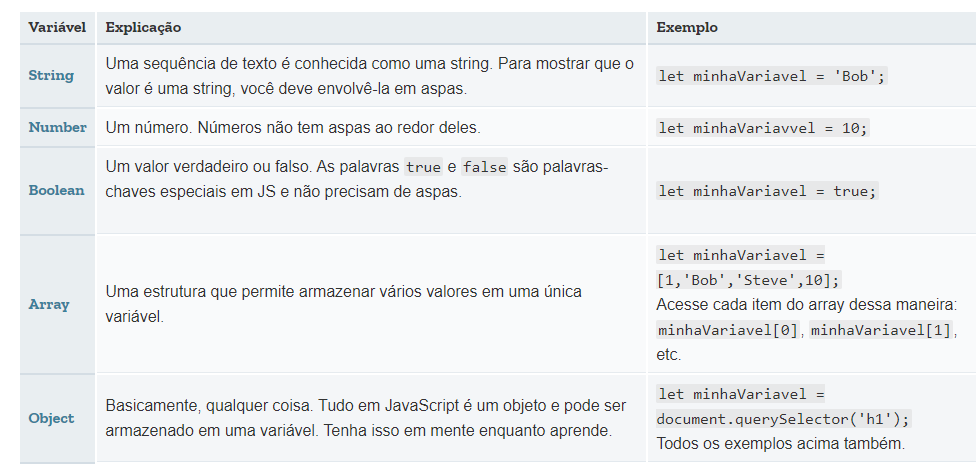 Variável Explicação Exemplo
String
Uma sequência de texto é conhecida como uma string. Para mostrar que o
valor é uma string, você deve envolvê-la em aspas.
let minhaVariavel = 'Bob';
Number Um número. Números não tem aspas ao redor deles. let minhaVariavvel = 10;
Boolean
Um valor verdadeiro ou falso. As palavras true e false são palavras-
chaves especiais em JS e não precisam de aspas.
let minhaVariavel = true;
Array
Uma estrutura que permite armazenar vários valores em uma única
variável.
let minhaVariavel =
[1,'Bob','Steve',10];
Acesse cada item do array dessa maneira:
minhaVariavel[0], minhaVariavel[1],
etc.
Object
Basicamente, qualquer coisa. Tudo em JavaScript é um objeto e pode ser
armazenado em uma variável. Tenha isso em mente enquanto aprende.
let minhaVariavel =
document.querySelector('h1');
Todos os exemplos acima também.